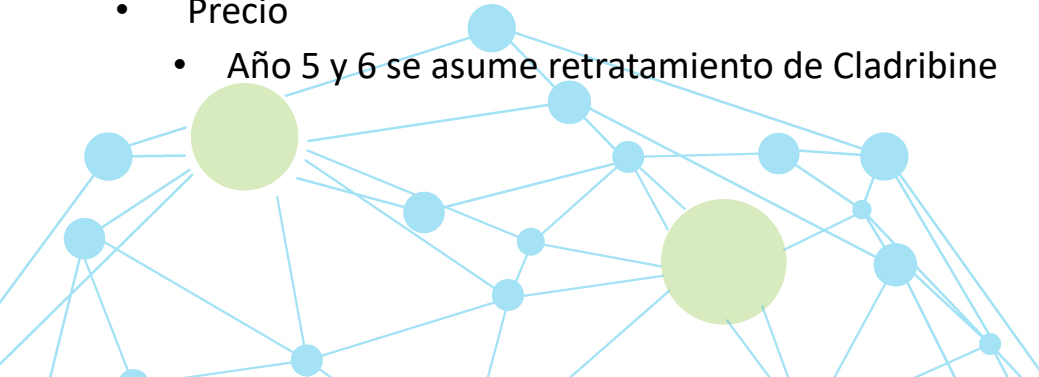 • Precio
• Año 5 y 6 se asume retratamiento de Cladribine